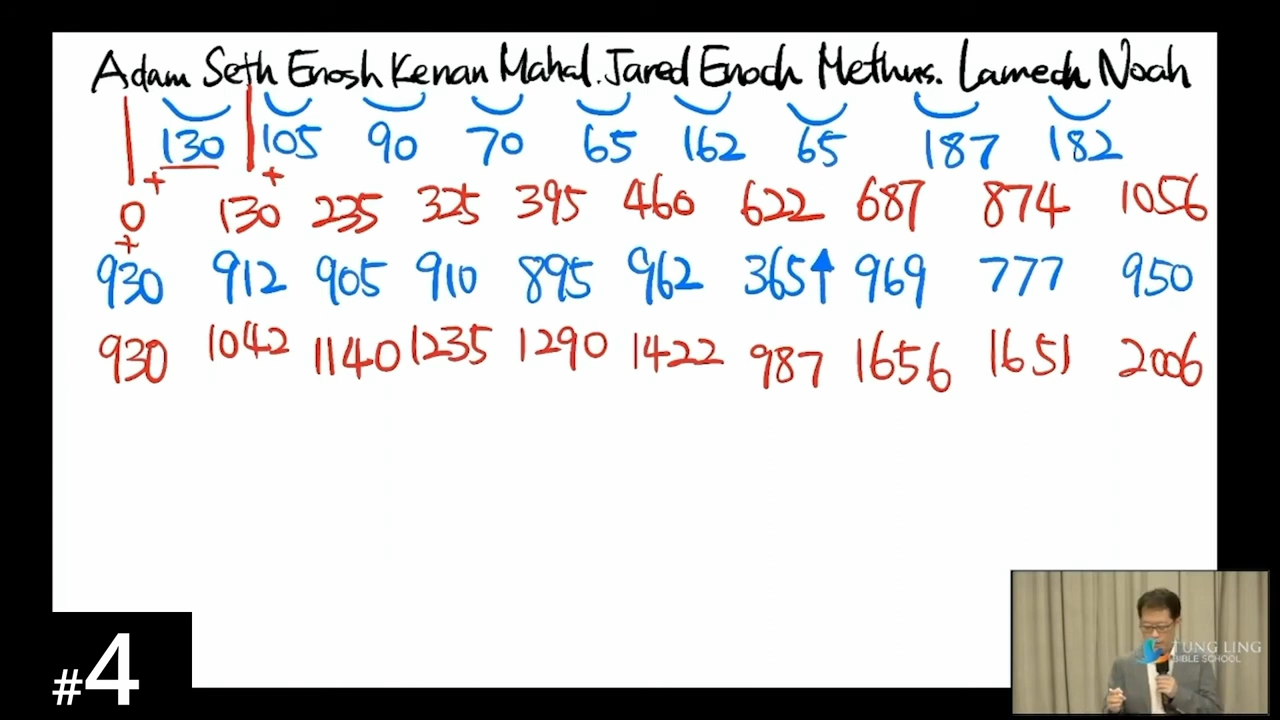 Adam Seth Enosh Kenan Mahal. Jared Enoch Methus. Lamech Noah
130 105 90 70 65 162 65 187 182
+ +
0 130 235 325 395 460 622 687 874 1056
+
930 912 905 910 895 962 365↑ 969 777 950
930 1042 1140 1235 1290 1422 987 1656 1651 2006
#4
TUNG LING
BIBLE SCHOOL